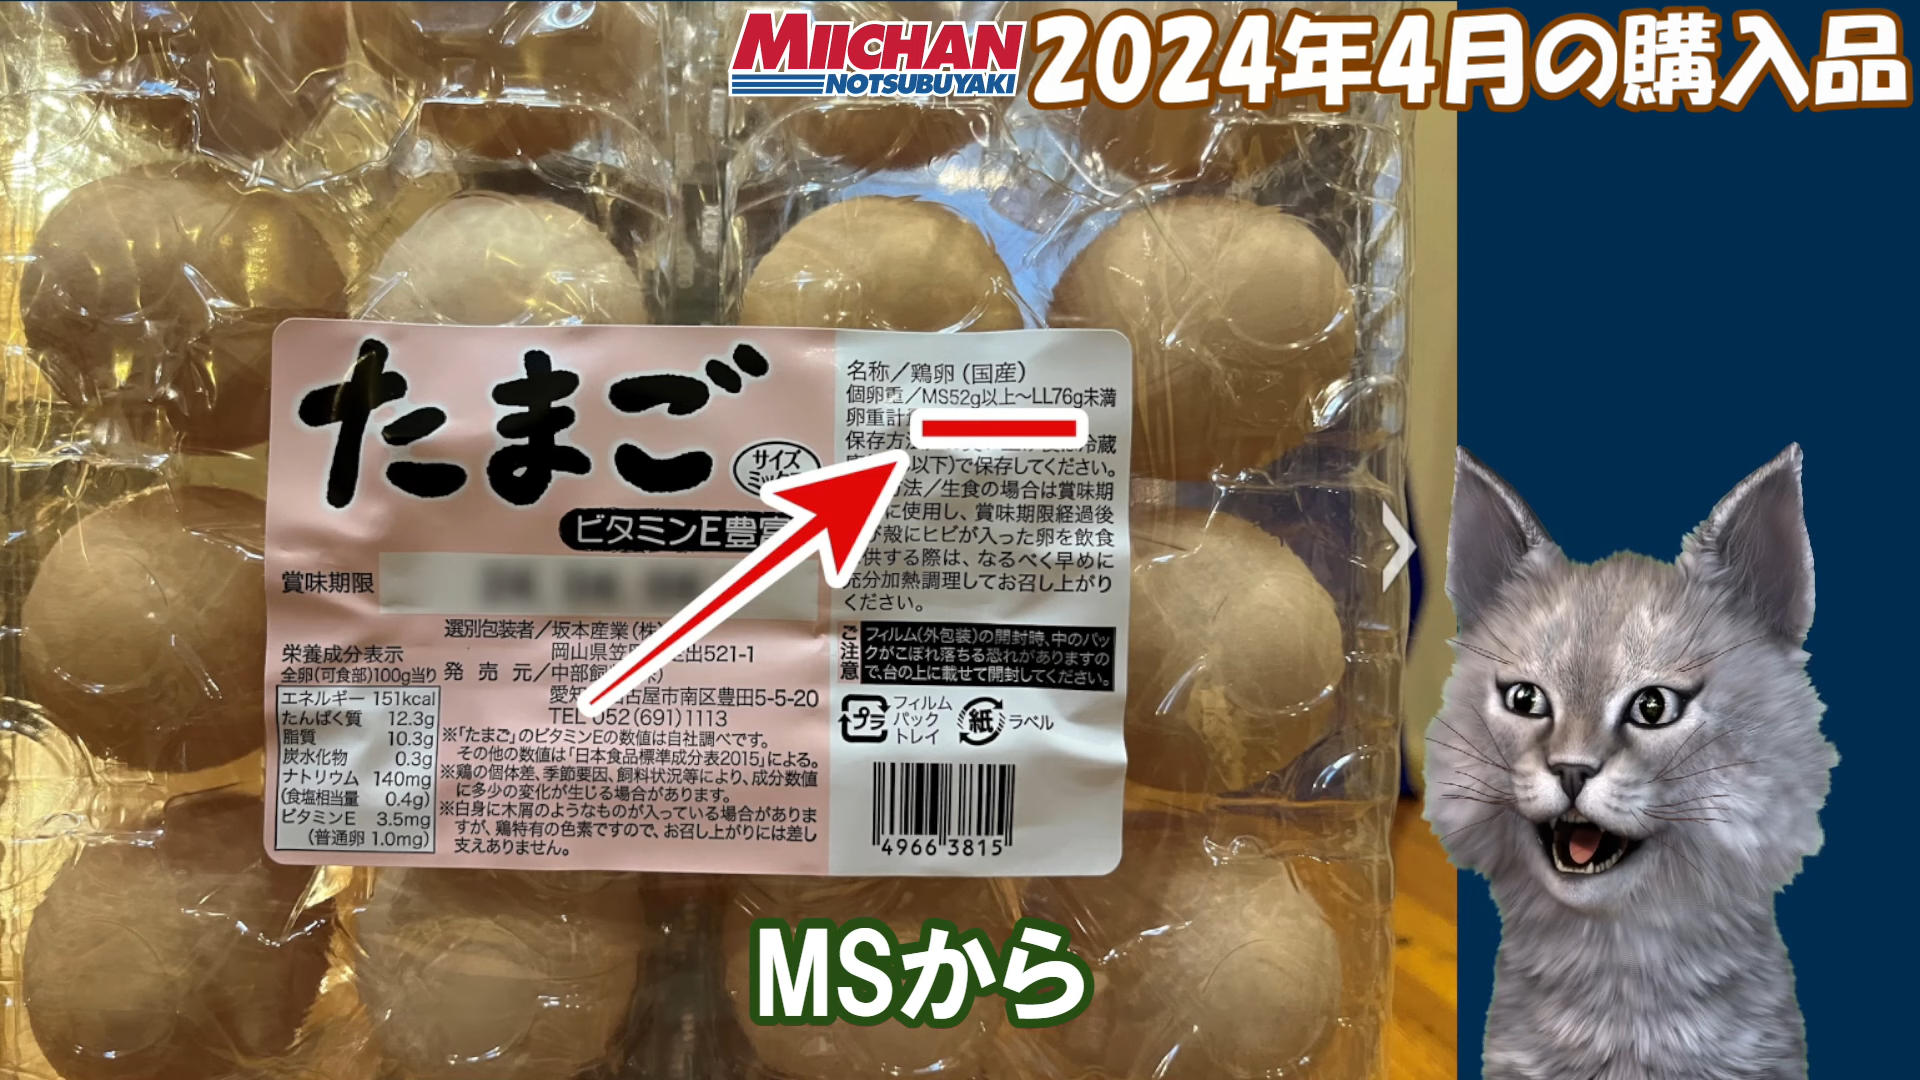 MIICHAN
NOTSUBUYAKI
2024年4月の購入品
たまご
サイズ
ビタミンE豊富
賞味期限
選別包装者/坂本産業(株)
岡山県笠 出521-1
発売元/中部飼
愛知 古屋市南区豊田5-5-20
TEL 052(691)1113
栄養成分表示
全卵(可食部)100g当り
エネルギー 151kcal
たんぱく質 12.3g
脂質 10.3g
炭水化物 0.3g
ナトリウム 140mg
(食塩相当量 0.4g)
ビタミンE 3.5mg
(普通卵 1.0mg)
※「たまご」のビタミンEの数値は自社調べです。
その他の数値は「日本食品標準成分表2015」による。
※鶏の個体差、季節要因、飼料状況等により、成分数値
に多少の変化が生じる場合があります。
※白身に木屑のようなものが入っている場合がありま
すが、鶏特有の色素ですので、お召し上がりには差し
支えありません。
名称/鶏卵(国産)
個卵重/MS52g以上~LL76g未満
卵重計
保存方 冷蔵
以下)で保存してください。
方法/生食の場合は賞味期
に使用し、賞味期限経過後
殻にヒビが入った卵を飲食
供する際は、なるべく早めに
充分加熱調理してお召し上がり
ください。
ご注意
フィルム(外包装)の開封時、中のパッ
クがこぼれ落ちる恐れがありますの
で、台の上に載せて開封してください。
プラ
フィルム
パック
トレイ
紙
ラベル
4966 3815
MSから